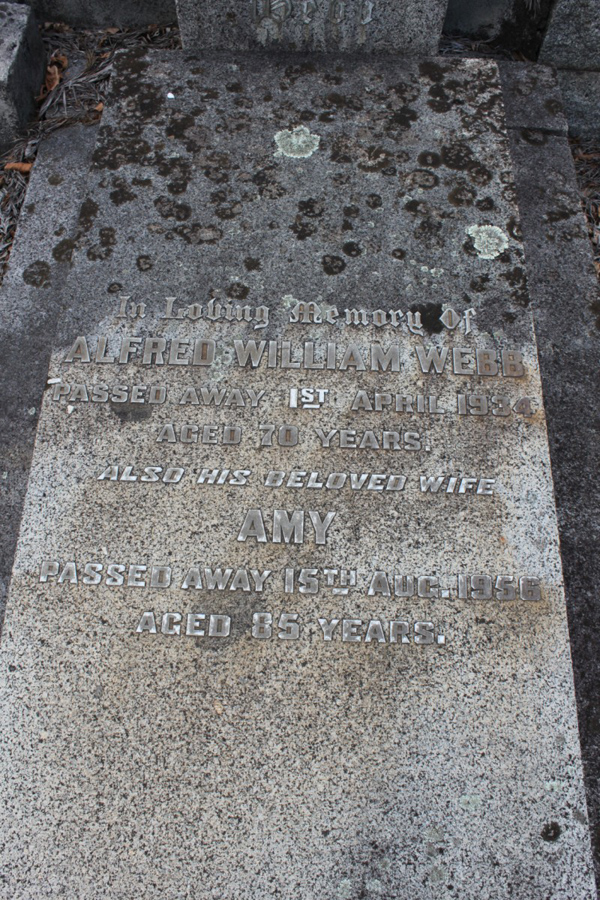 In Loving Memory Of
ALFRED WILLIAM WEBB
PASSED AWAY 1ST APRIL 1934
AGED 70 YEARS.
ALSO HIS BELOVED WIFE
AMY
PASSED AWAY 15TH AUG. 1956
AGED 85 YEARS.